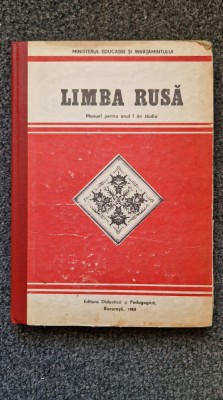 MINISTERUL EDUCAȚIEI ȘI ÎNVĂȚĂMÎNTULUI
LIMBA RUSĂ
Manual pentru anul I de studiu
Editura Didactică și Pedagogică,
București, 1988